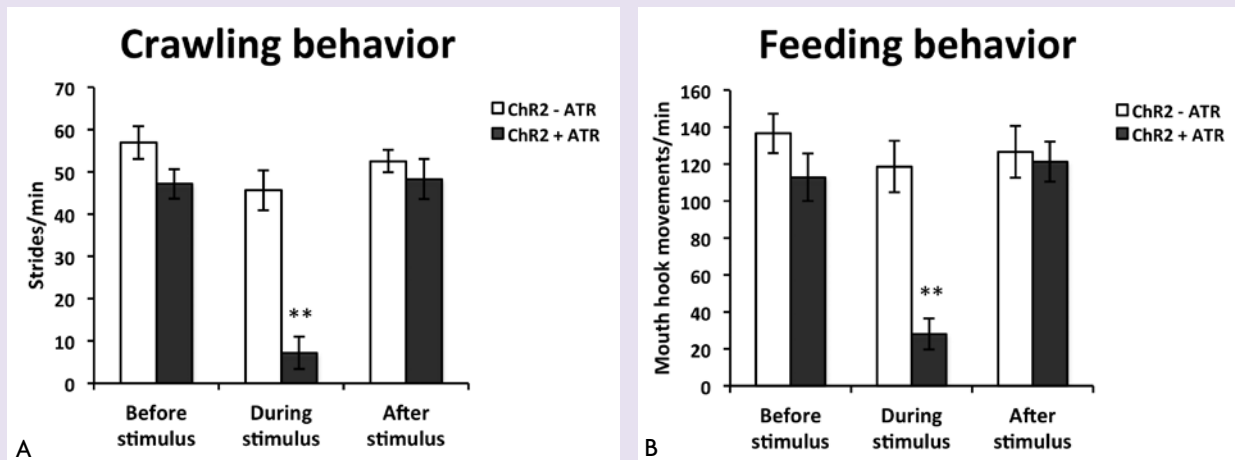 Crawling behavior
Strides/min
70
60
50
40
30
20
10
0
ChR2 - ATR
ChR2 + ATR
**
Before
stimulus
During
stimulus
After
stimulus
A
Feeding behavior
Mouth hook movements/min
160
140
120
100
80
60
40
20
0
ChR2 - ATR
ChR2 + ATR
**
Before
stimulus
During
stimulus
After
stimulus
B